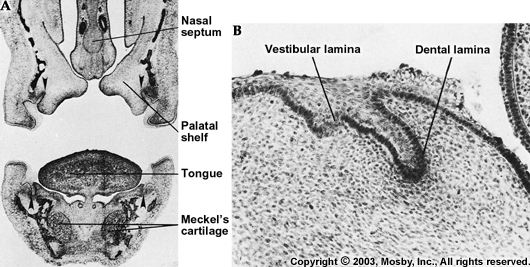 A
Nasal
septum
Palatal
shelf
Tongue
Meckel's
cartilage
B
Vestibular lamina
Dental lamina
Copyright © 2003, Mosby, Inc., All rights reserved.